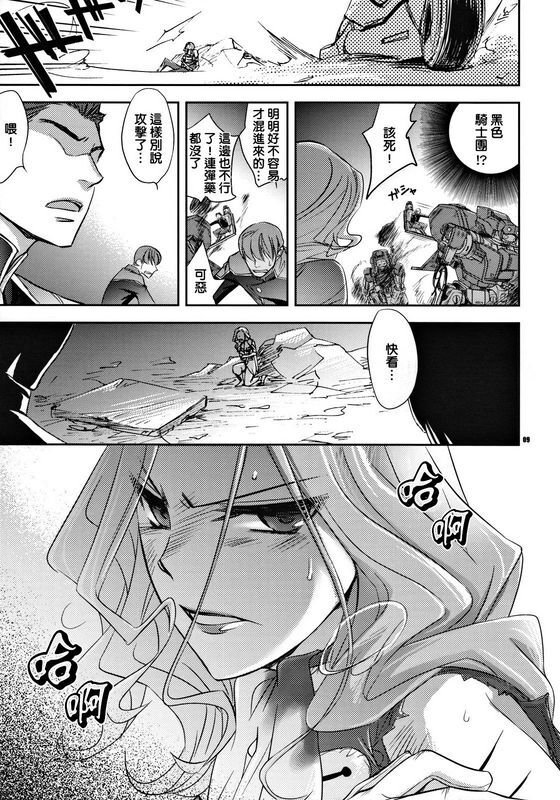 黑色
騎士團!?
ガシャ
該死！
明明好不容易
才混進來的…
這邊也不行
了！連彈藥
都沒了
可惡
這樣別說
攻擊了…
喂！
快看…
09
哈
啊
哈
啊